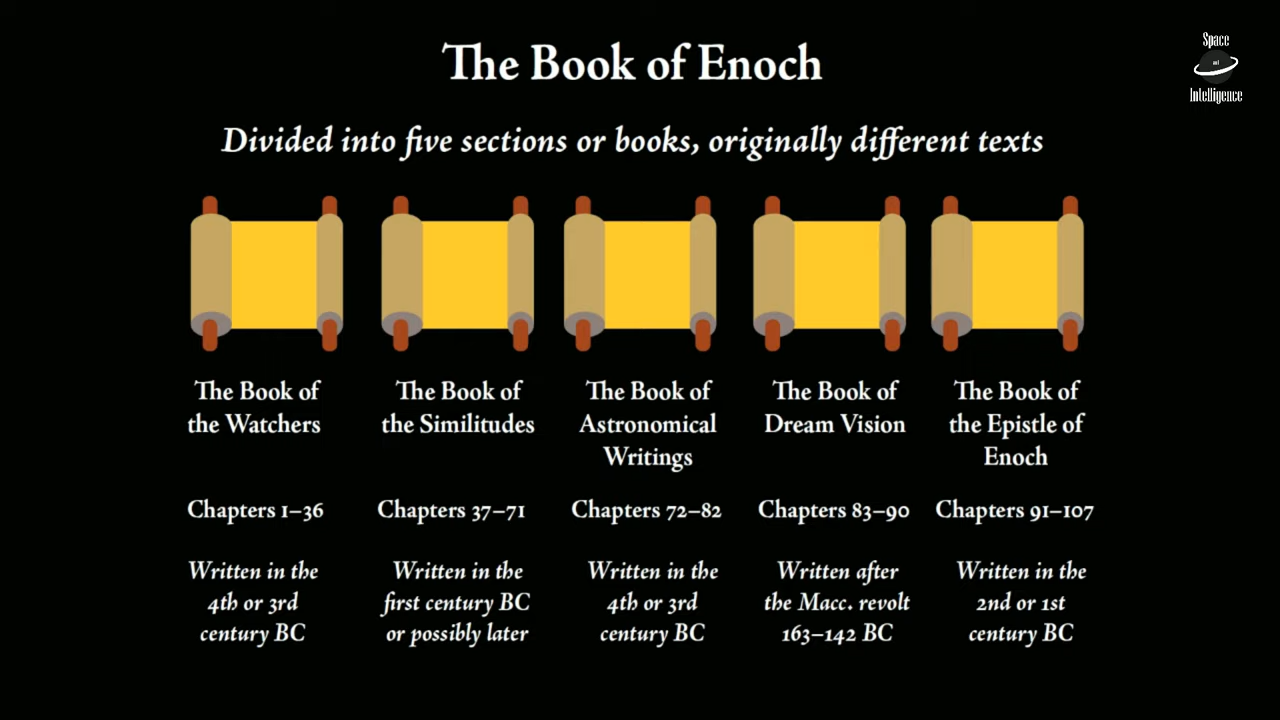 The Book of Enoch
Space
and
Intelligence
Divided into five sections or books, originally different texts
The Book of
the Watchers
Chapters 1–36
Written in the
4th or 3rd
century BC
The Book of
the Similitudes
Chapters 37–71
Written in the
first century BC
or possibly later
The Book of
Astronomical
Writings
Chapters 72–82
Written in the
4th or 3rd
century BC
The Book of
Dream Vision
Chapters 83–90
Written after
the Macc. revolt
163–142 BC
The Book of
the Epistle of
Enoch
Chapters 91–107
Written in the
2nd or 1st
century BC